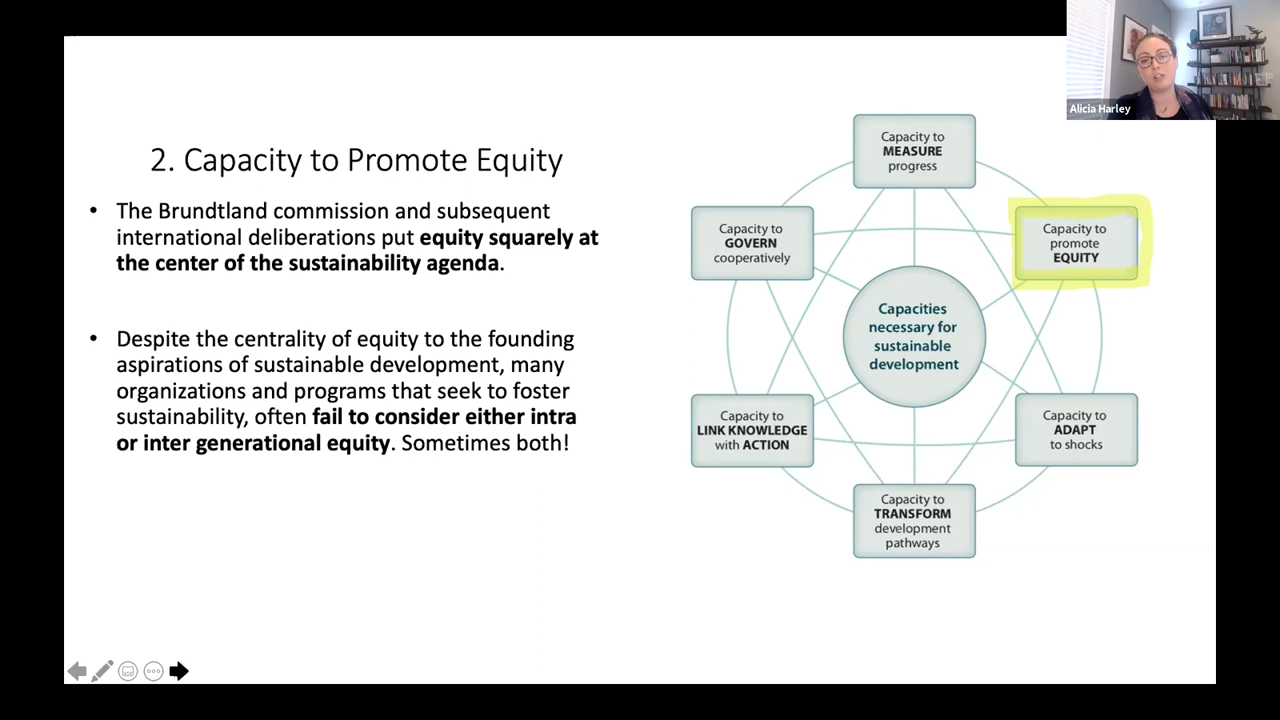 Alicia Harley
2. Capacity to Promote Equity
• The Brundtland commission and subsequent
international deliberations put equity squarely at
the center of the sustainability agenda.
• Despite the centrality of equity to the founding
aspirations of sustainable development, many
organizations and programs that seek to foster
sustainability, often fail to consider either intra
or inter generational equity. Sometimes both!
Capacity to
MEASURE
progress
Capacity to
GOVERN
cooperatively
Capacity to
promote
EQUITY
Capacities
necessary for
sustainable
development
Capacity to
LINK KNOWLEDGE
with ACTION
Capacity to
ADAPT
to shocks
Capacity to
TRANSFORM
development
pathways